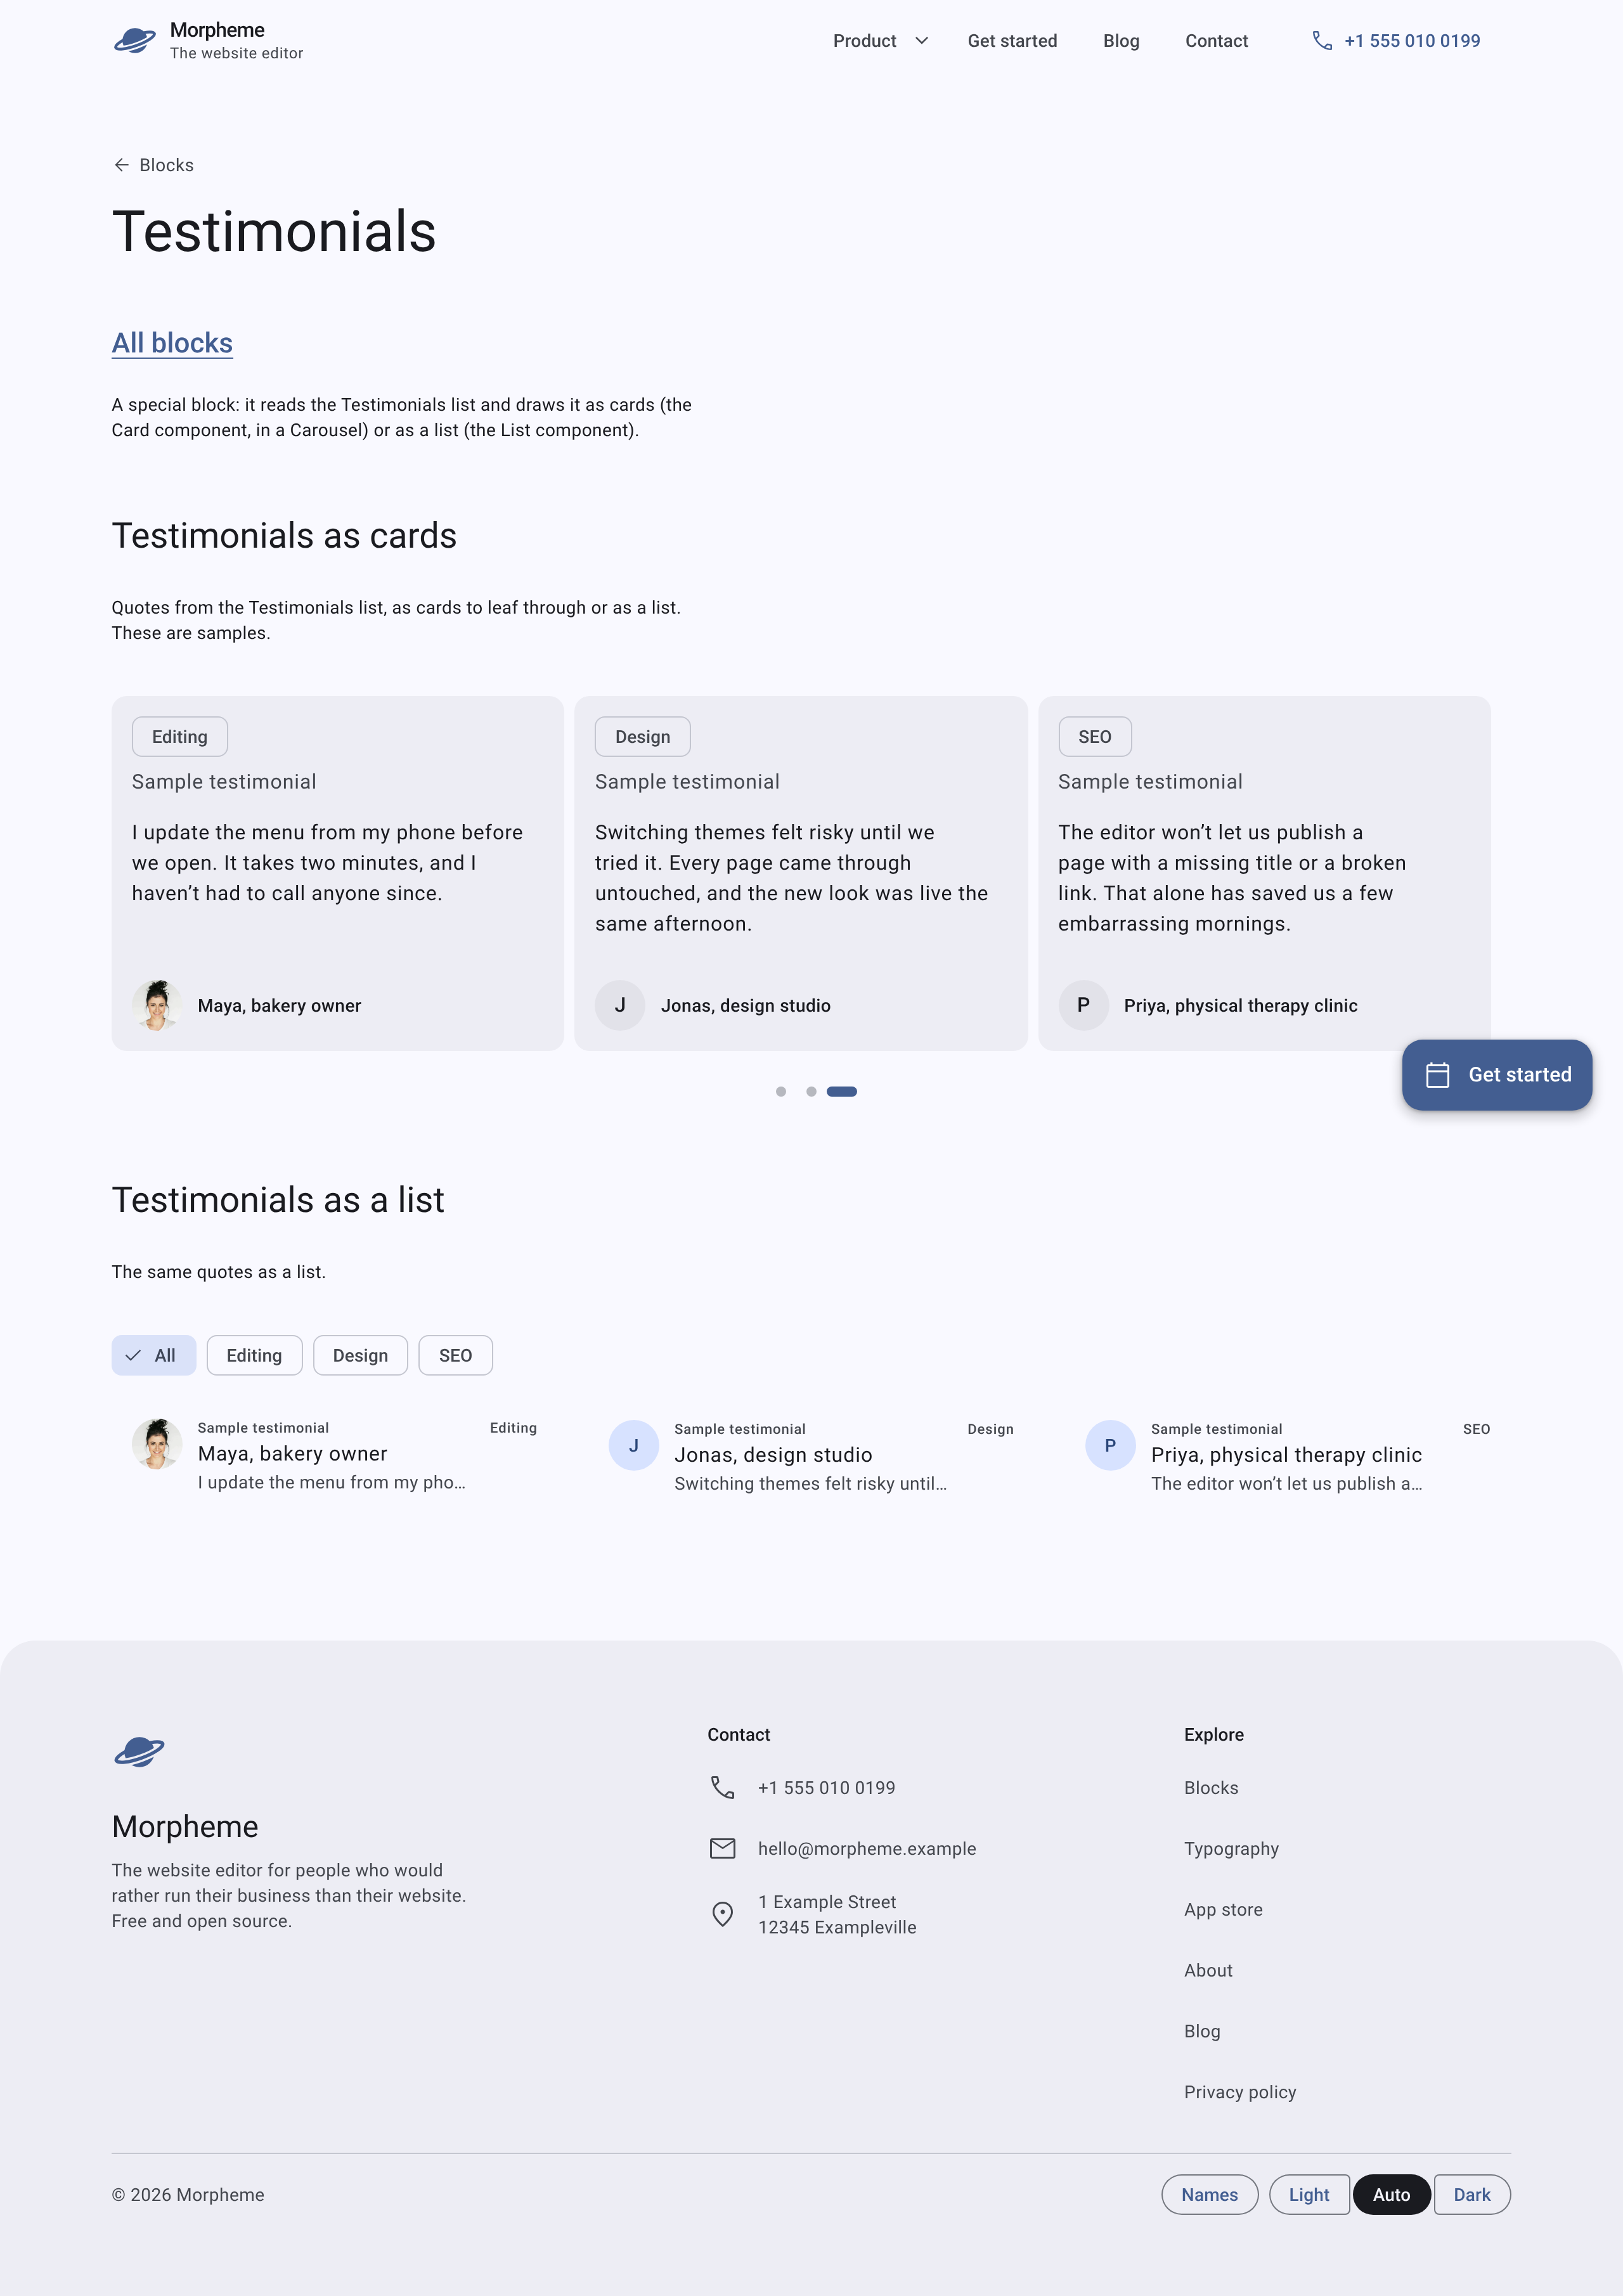 Morpheme
The website editor
Product
Get started
Blog
Contact
+1 555 010 0199
Blocks
Testimonials
All blocks
A special block: it reads the Testimonials list and draws it as cards (the
Card component, in a Carousel) or as a list (the List component).
Testimonials as cards
Quotes from the Testimonials list, as cards to leaf through or as a list.
These are samples.
Editing
Sample testimonial
I update the menu from my phone before
we open. It takes two minutes, and I
haven’t had to call anyone since.
Maya, bakery owner
Design
Sample testimonial
Switching themes felt risky until we
tried it. Every page came through
untouched, and the new look was live the
same afternoon.
J
Jonas, design studio
SEO
Sample testimonial
The editor won’t let us publish a
page with a missing title or a broken
link. That alone has saved us a few
embarrassing mornings.
P
Priya, physical therapy clinic
Get started
Testimonials as a list
The same quotes as a list.
All
Editing
Design
SEO
Sample testimonial
Editing
Maya, bakery owner
I update the menu from my pho…
J
Sample testimonial
Design
Jonas, design studio
Switching themes felt risky until…
P
Sample testimonial
SEO
Priya, physical therapy clinic
The editor won’t let us publish a…
Morpheme
The website editor for people who would
rather run their business than their website.
Free and open source.
Contact
+1 555 010 0199
hello@morpheme.example
1 Example Street
12345 Exampleville
Explore
Blocks
Typography
App store
About
Blog
Privacy policy
© 2026 Morpheme
Names
Light
Auto
Dark